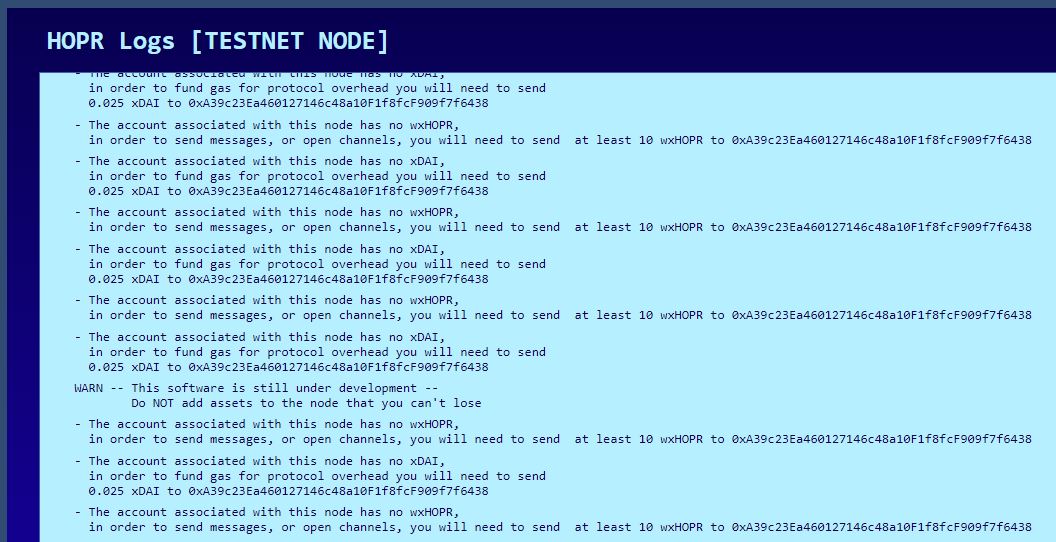 HOPR Logs [TESTNET NODE]
- The account associated with this node has no xDAI,
in order to fund gas for protocol overhead you will need to send
0.025 xDAI to 0xA39c23Ea460127146c48a10F1f8fcF909f7f6438
- The account associated with this node has no wxHOPR,
in order to send messages, or open channels, you will need to send  at least 10 wxHOPR to 0xA39c23Ea460127146c48a10F1f8fcF909f7f6438
- The account associated with this node has no xDAI,
in order to fund gas for protocol overhead you will need to send
0.025 xDAI to 0xA39c23Ea460127146c48a10F1f8fcF909f7f6438
- The account associated with this node has no wxHOPR,
in order to send messages, or open channels, you will need to send  at least 10 wxHOPR to 0xA39c23Ea460127146c48a10F1f8fcF909f7f6438
- The account associated with this node has no xDAI,
in order to fund gas for protocol overhead you will need to send
0.025 xDAI to 0xA39c23Ea460127146c48a10F1f8fcF909f7f6438
- The account associated with this node has no wxHOPR,
in order to send messages, or open channels, you will need to send  at least 10 wxHOPR to 0xA39c23Ea460127146c48a10F1f8fcF909f7f6438
- The account associated with this node has no xDAI,
in order to fund gas for protocol overhead you will need to send
0.025 xDAI to 0xA39c23Ea460127146c48a10F1f8fcF909f7f6438
WARN -- This software is still under development --
Do NOT add assets to the node that you can't lose
- The account associated with this node has no wxHOPR,
in order to send messages, or open channels, you will need to send  at least 10 wxHOPR to 0xA39c23Ea460127146c48a10F1f8fcF909f7f6438
- The account associated with this node has no xDAI,
in order to fund gas for protocol overhead you will need to send
0.025 xDAI to 0xA39c23Ea460127146c48a10F1f8fcF909f7f6438
- The account associated with this node has no wxHOPR,
in order to send messages, or open channels, you will need to send  at least 10 wxHOPR to 0xA39c23Ea460127146c48a10F1f8fcF909f7f6438